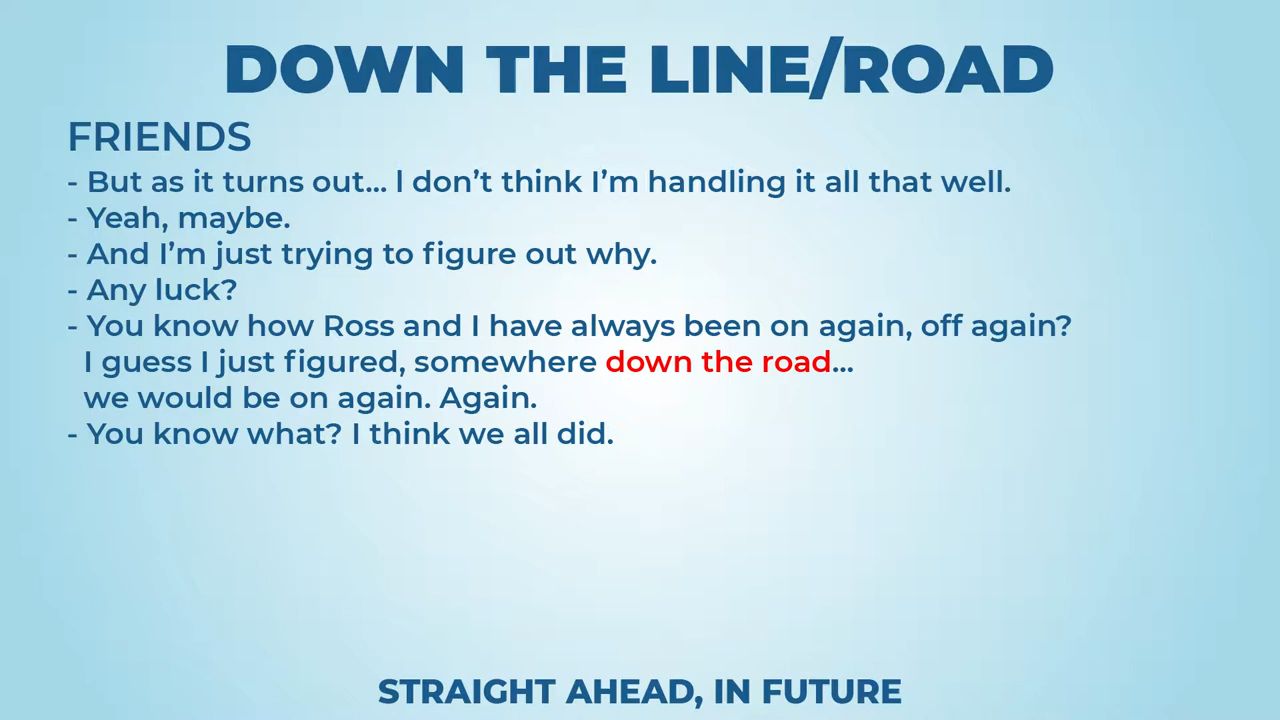 DOWN THE LINE/ROAD
FRIENDS
- But as it turns out... I don't think I'm handling it all that well.
- Yeah, maybe.
- And I'm just trying to figure out why.
- Any luck?
- You know how Ross and I have always been on again, off again?
I guess I just figured, somewhere down the road...
we would be on again. Again.
- You know what? I think we all did.
STRAIGHT AHEAD, IN FUTURE